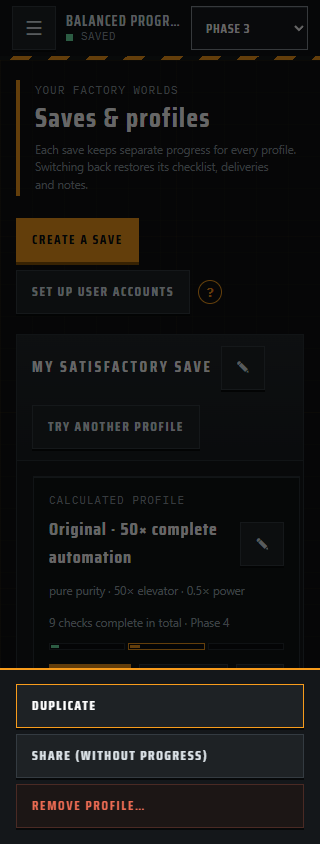 BALANCED PROGR...
SAVED
PHASE 3
YOUR FACTORY WORLDS
Saves & profiles
Each save keeps separate progress for every profile.
Switching back restores its checklist, deliveries
and notes.
CREATE A SAVE
SET UP USER ACCOUNTS
?
MY SATISFACTORY SAVE
TRY ANOTHER PROFILE
CALCULATED PROFILE
Original · 50× complete
automation
pure purity · 50× elevator · 0.5× power
9 checks complete in total · Phase 4
DUPLICATE
SHARE (WITHOUT PROGRESS)
REMOVE PROFILE...